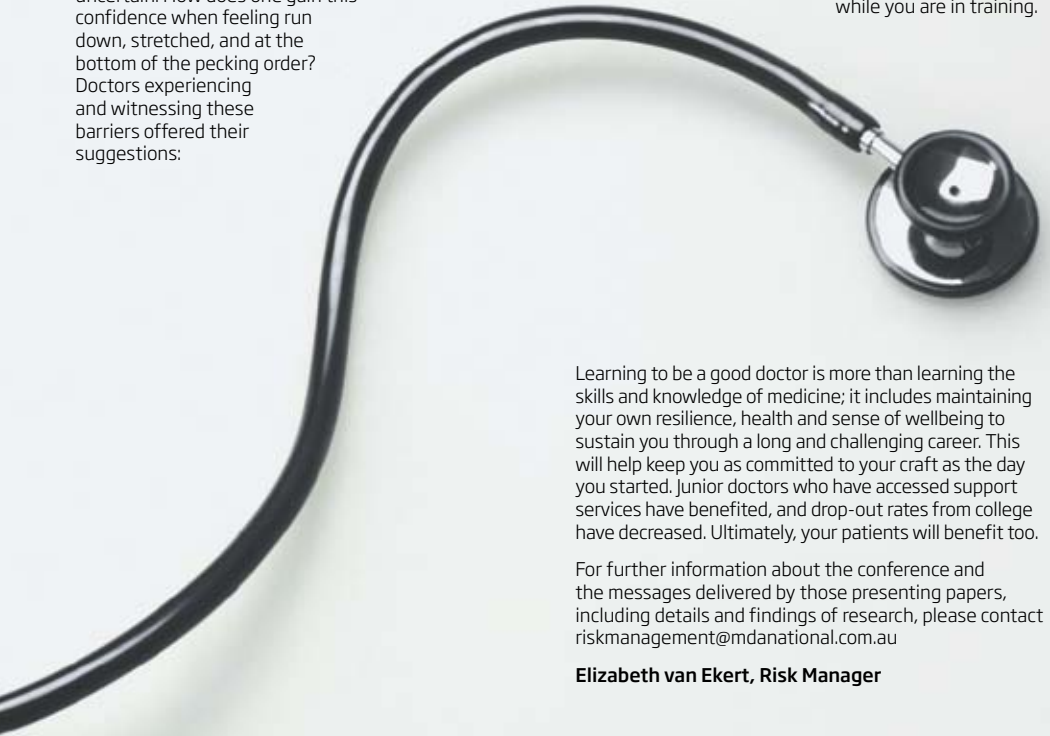 confidence when feeling run
down, stretched, and at the
bottom of the pecking order?
Doctors experiencing
and witnessing these
barriers offered their
suggestions:
while you are in training.
Learning to be a good doctor is more than learning the
skills and knowledge of medicine; it includes maintaining
your own resilience, health and sense of wellbeing to
sustain you through a long and challenging career. This
will help keep you as committed to your craft as the day
you started. Junior doctors who have accessed support
services have benefited, and drop-out rates from college
have decreased. Ultimately, your patients will benefit too.
For further information about the conference and
the messages delivered by those presenting papers,
including details and findings of research, please contact
riskmanagement@mdanational.com.au
Elizabeth van Ekert, Risk Manager